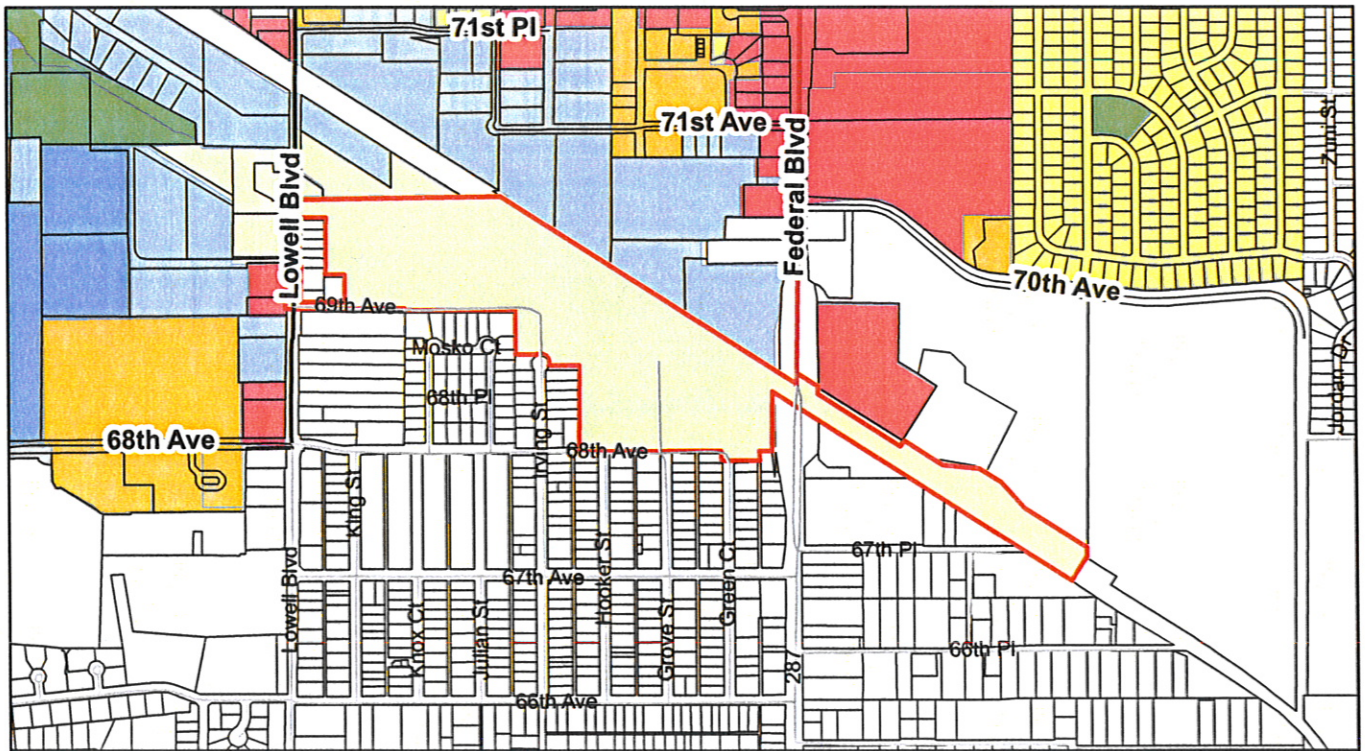 71st Pl
71st Ave
Zuni St
Lowell Blvd
Federal Blvd
70th Ave
69th Ave
Mosko Ct
Jordan Dr
68th Pl
Irving St
68th Ave
68th Ave
King St
67th Pl
Hooker St
Green Ct
Lowell Blvd
67th Ave
Knox Ct
Julian St
Grove St
66th Pl
28
66th Ave